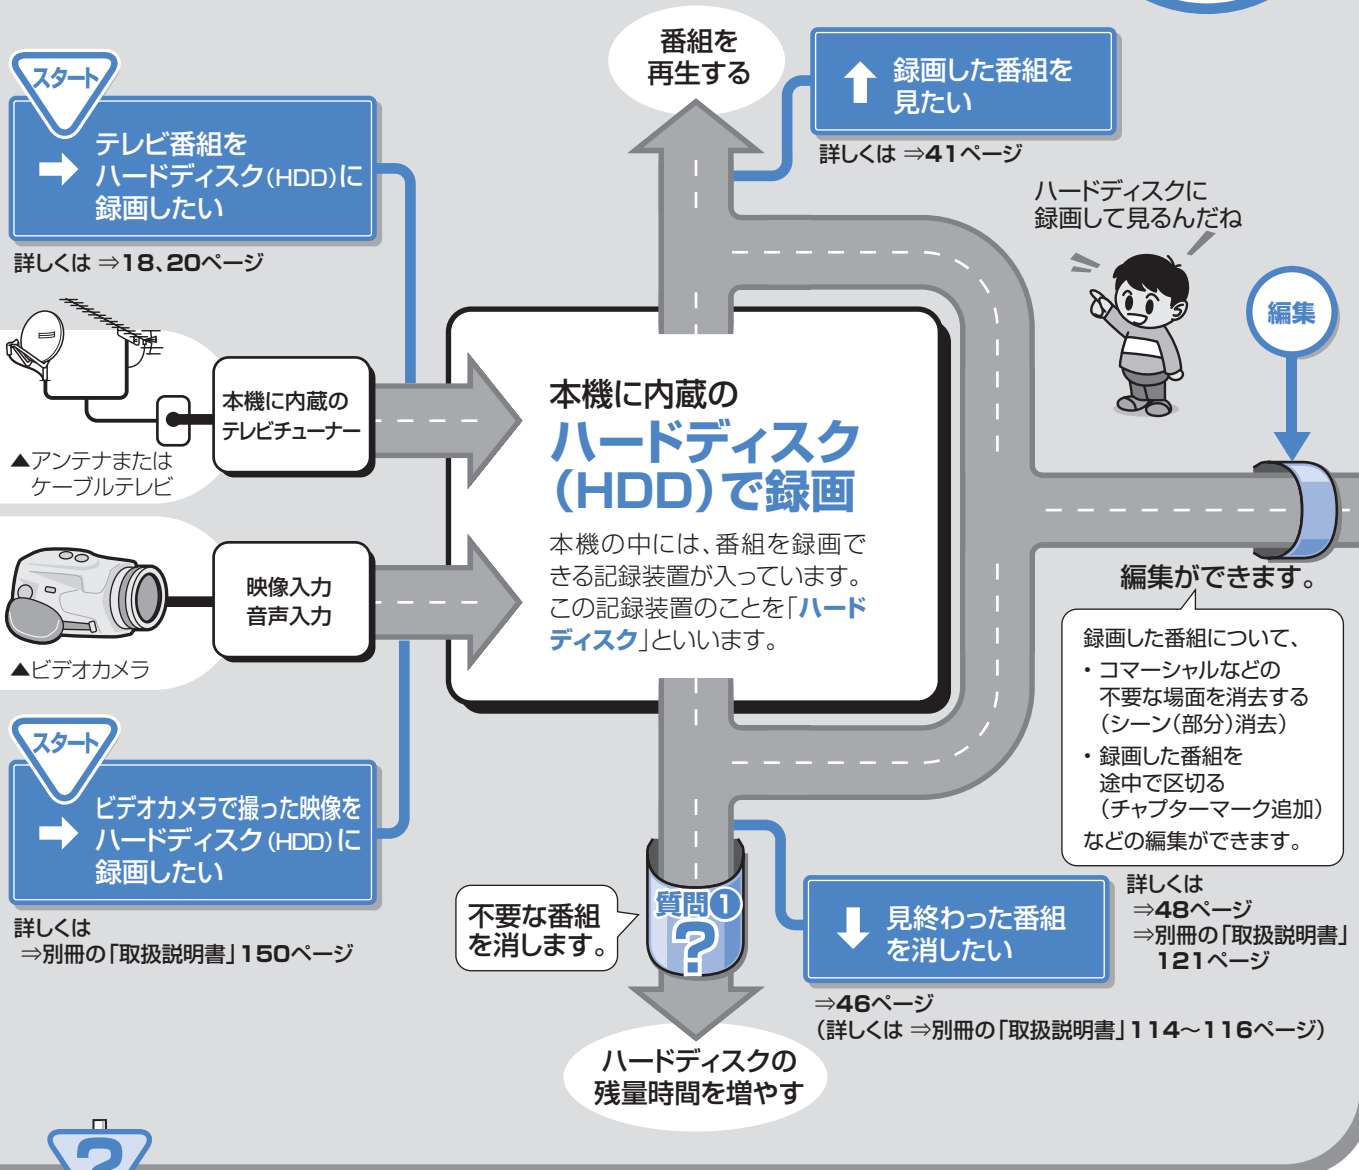 スタート
➡ テレビ番組を
ハードディスク(HDD)に
録画したい
詳しくは ⇒18、20ページ
▲アンテナまたは
ケーブルテレビ
本機に内蔵の
テレビチューナー
▲ビデオカメラ
映像入力
音声入力
スタート
➡ ビデオカメラで撮った映像を
ハードディスク(HDD)に
録画したい
詳しくは
⇒別冊の「取扱説明書」150ページ
番組を
再生する
⬆ 録画した番組を
見たい
詳しくは ⇒41ページ
ハードディスクに
録画して見るんだね
本機に内蔵の
ハードディスク
(HDD)で録画
本機の中には、番組を録画で
きる記録装置が入っています。
この記録装置のことを「ハード
ディスク」といいます。
編集
編集ができます。
録画した番組について、
・コマーシャルなどの
不要な場面を消去する
(シーン(部分)消去)
・録画した番組を
途中で区切る
(チャプターマーク追加)
などの編集ができます。
詳しくは
⇒48ページ
⇒別冊の「取扱説明書」
121ページ
不要な番組
を消します。
質問①
?
⬇ 見終わった番組
を消したい
⇒46ページ
(詳しくは ⇒別冊の「取扱説明書」114〜116ページ)
ハードディスクの
残量時間を増やす
?